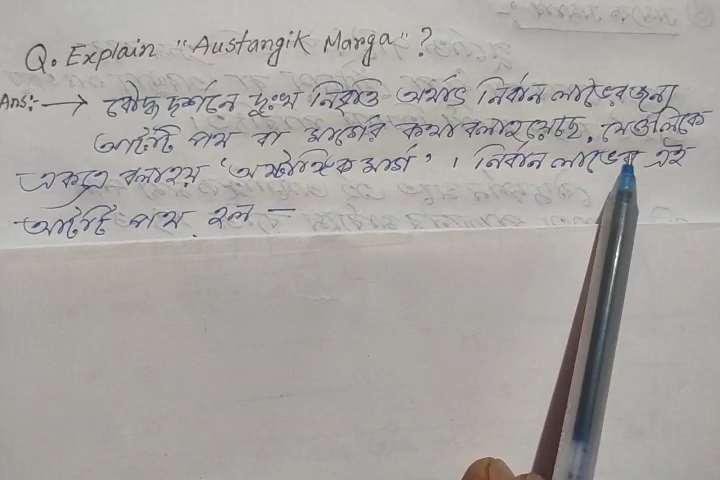 Q. Explain "Austangik Marga"?
Ans:- → বৌদ্ধ দর্শনে দুঃখ নিবৃত্তি অর্থাৎ নির্বান লাভের জন্য
আটটি পথ বা মার্গের কথা বলা হয়েছে, সেগুলিকে
একত্রে বলা হয় 'অষ্টাঙ্গিক মার্গ'। নির্বান লাভের এই
আটটি পথ হল -